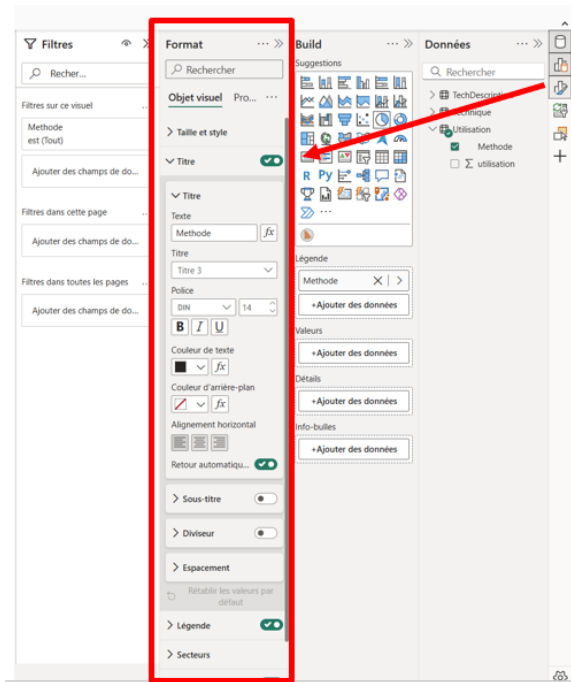 Filtres
Recher...
Filtres sur ce visuel ...
Methode
est (Tout)
Ajouter des champs de do...
Filtres dans cette page ...
Ajouter des champs de do...
Filtres dans toutes les pages ...
Ajouter des champs de do...
Format ...
Rechercher
Objet visuel Pro... ...
Taille et style
Titre
Titre
Texte
Methode fx
Titre
Titre 3
Police
DIN 14
B I U
Couleur de texte
fx
Couleur d'arrière-plan
fx
Alignement horizontal
Retour automatiqu...
Sous-titre
Diviseur
Espacement
Rétablir les valeurs par
défaut
Légende
Secteurs
Build ...
Suggestions
R Py
...
Légende
Methode
+Ajouter des données
Valeurs
+Ajouter des données
Détails
+Ajouter des données
Info-bulles
+Ajouter des données
Données ...
Rechercher
Utilisation
Methode
Σ utilisation